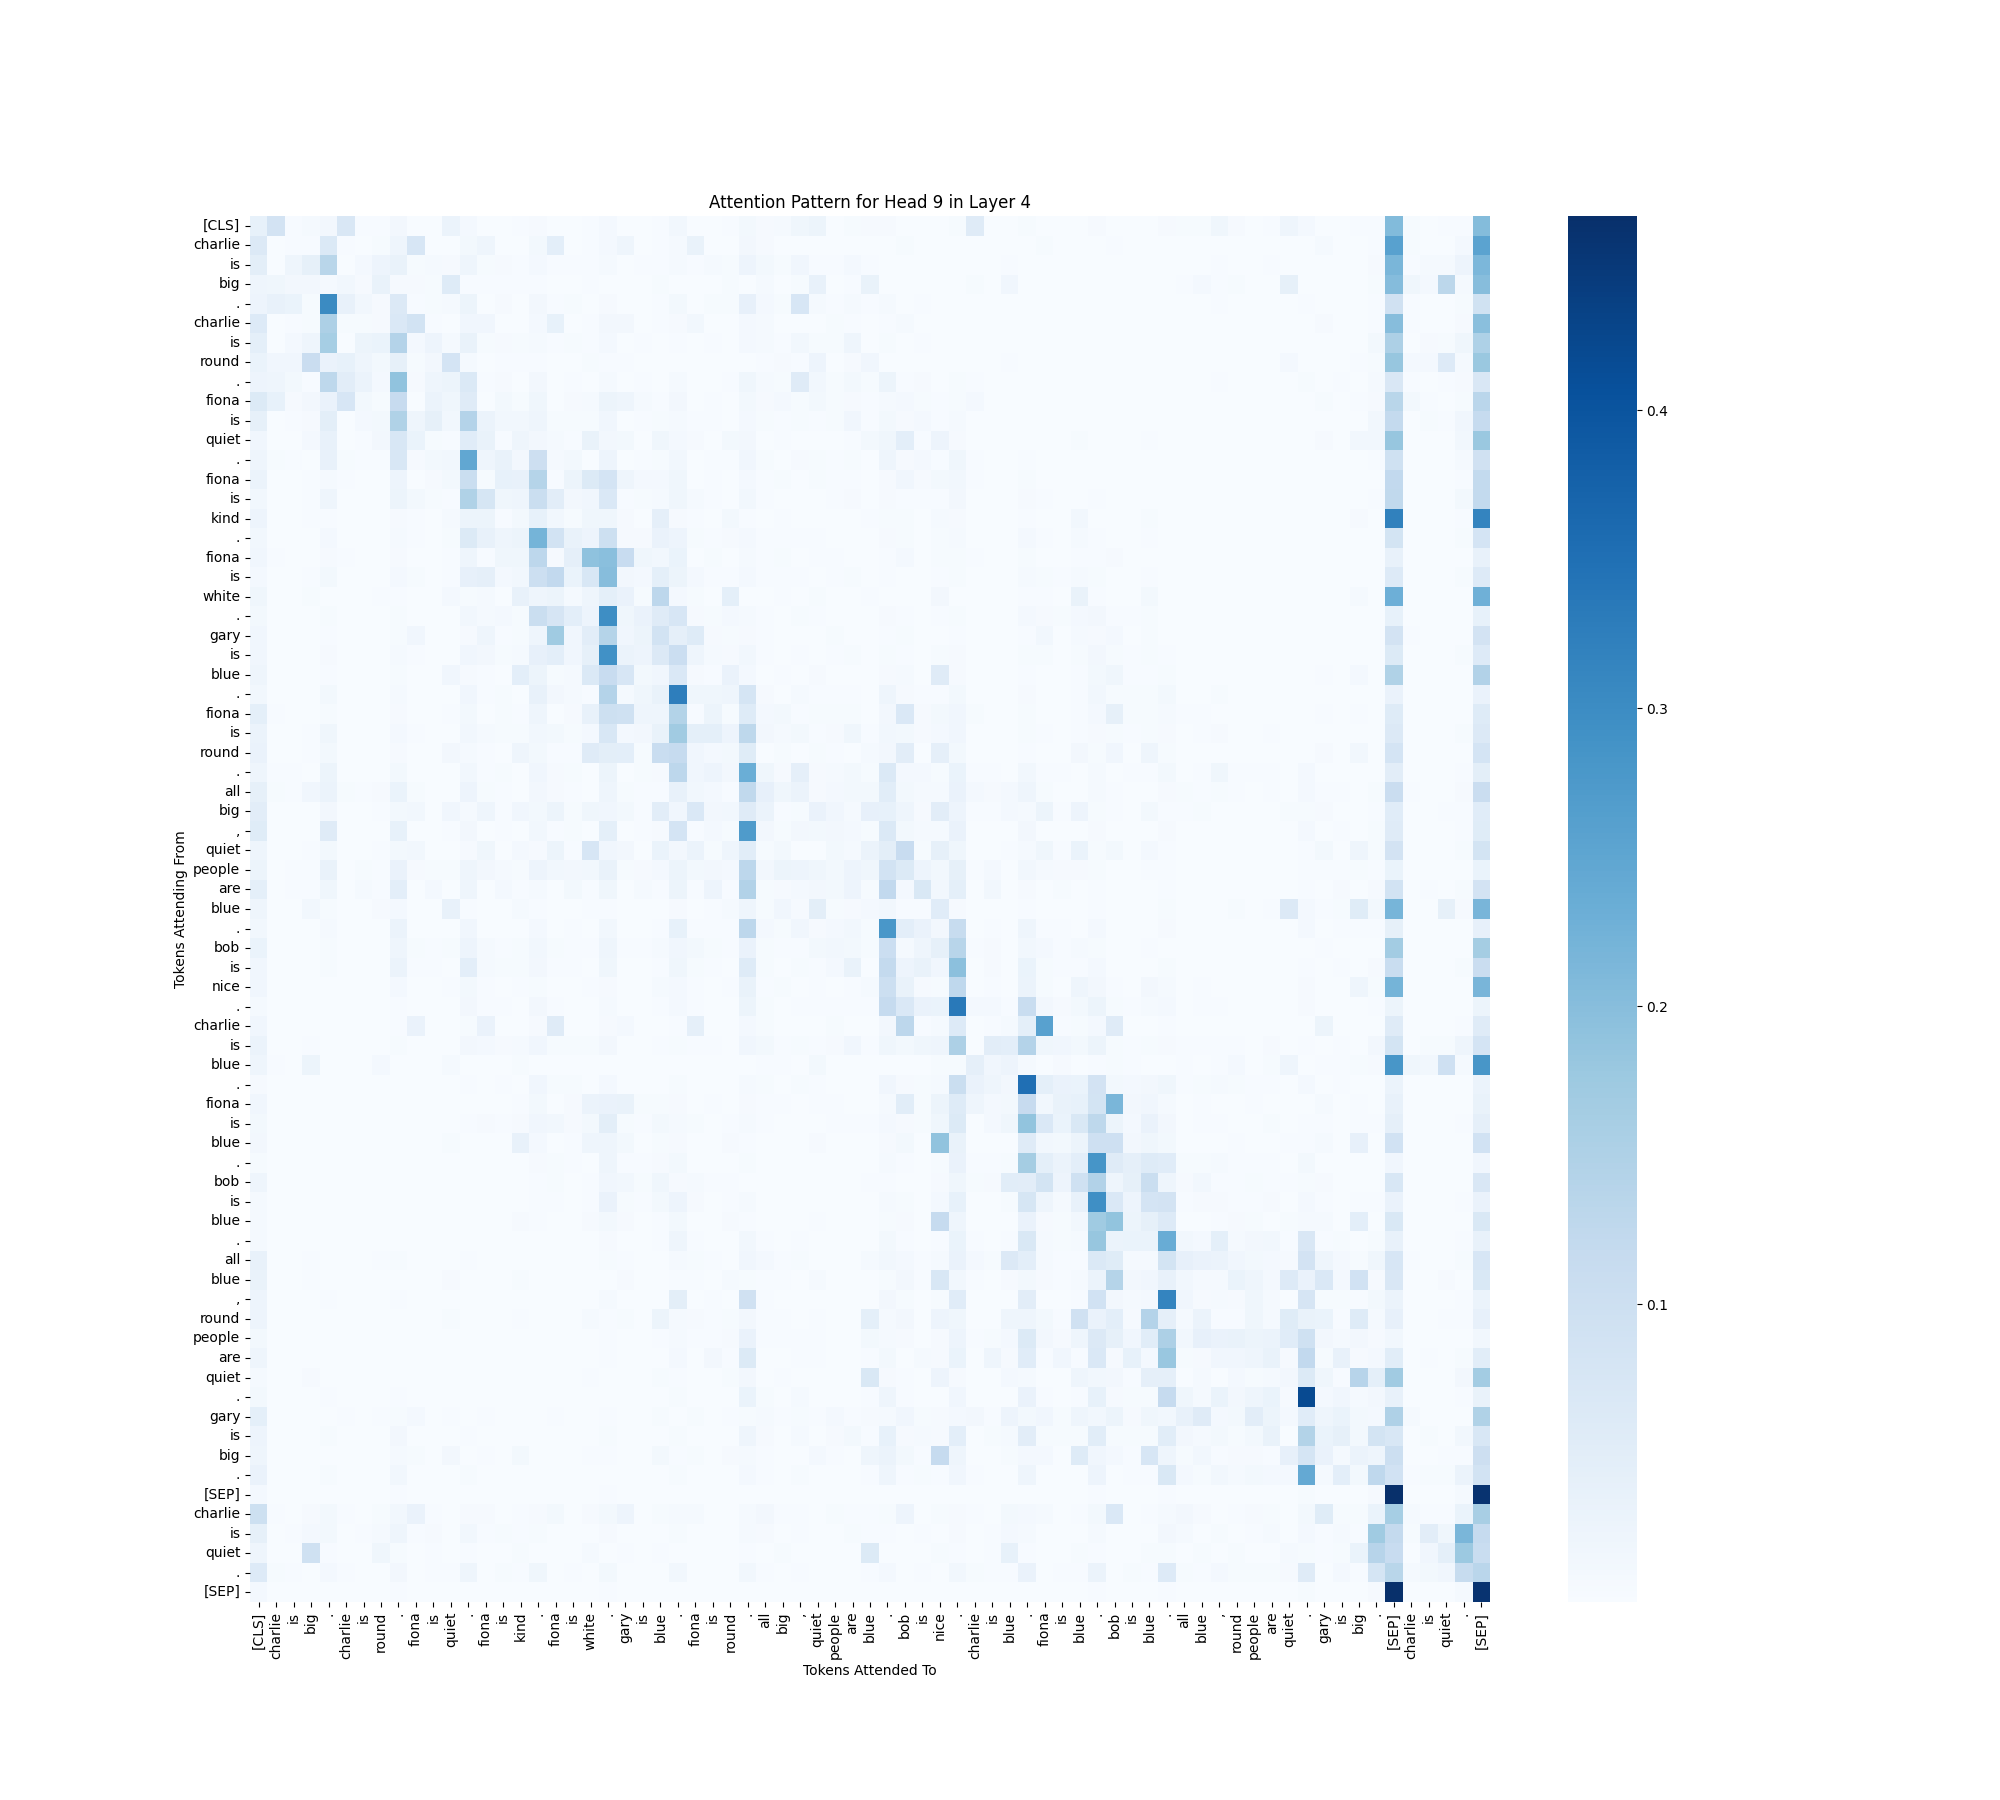 Attention Pattern for Head 9 in Layer 4
[CLS]
charlie
is
big
.
charlie
is
round
.
fiona
is
quiet
.
fiona
is
kind
.
fiona
is
white
.
gary
is
blue
.
fiona
is
round
.
all
big
,
quiet
people
are
blue
.
bob
is
nice
.
charlie
is
blue
.
fiona
is
blue
.
bob
is
blue
.
all
blue
,
round
people
are
quiet
.
gary
is
big
.
[SEP]
charlie
is
quiet
.
[SEP]
Tokens Attending From
[CLS]
charlie
is
big
.
charlie
is
round
.
fiona
is
quiet
.
fiona
is
kind
.
fiona
is
white
.
gary
is
blue
.
fiona
is
round
.
all
big
,
quiet
people
are
blue
.
bob
is
nice
.
charlie
is
blue
.
fiona
is
blue
.
bob
is
blue
.
all
blue
,
round
people
are
quiet
.
gary
is
big
.
[SEP]
charlie
is
quiet
.
[SEP]
Tokens Attended To
0.4
0.3
0.2
0.1